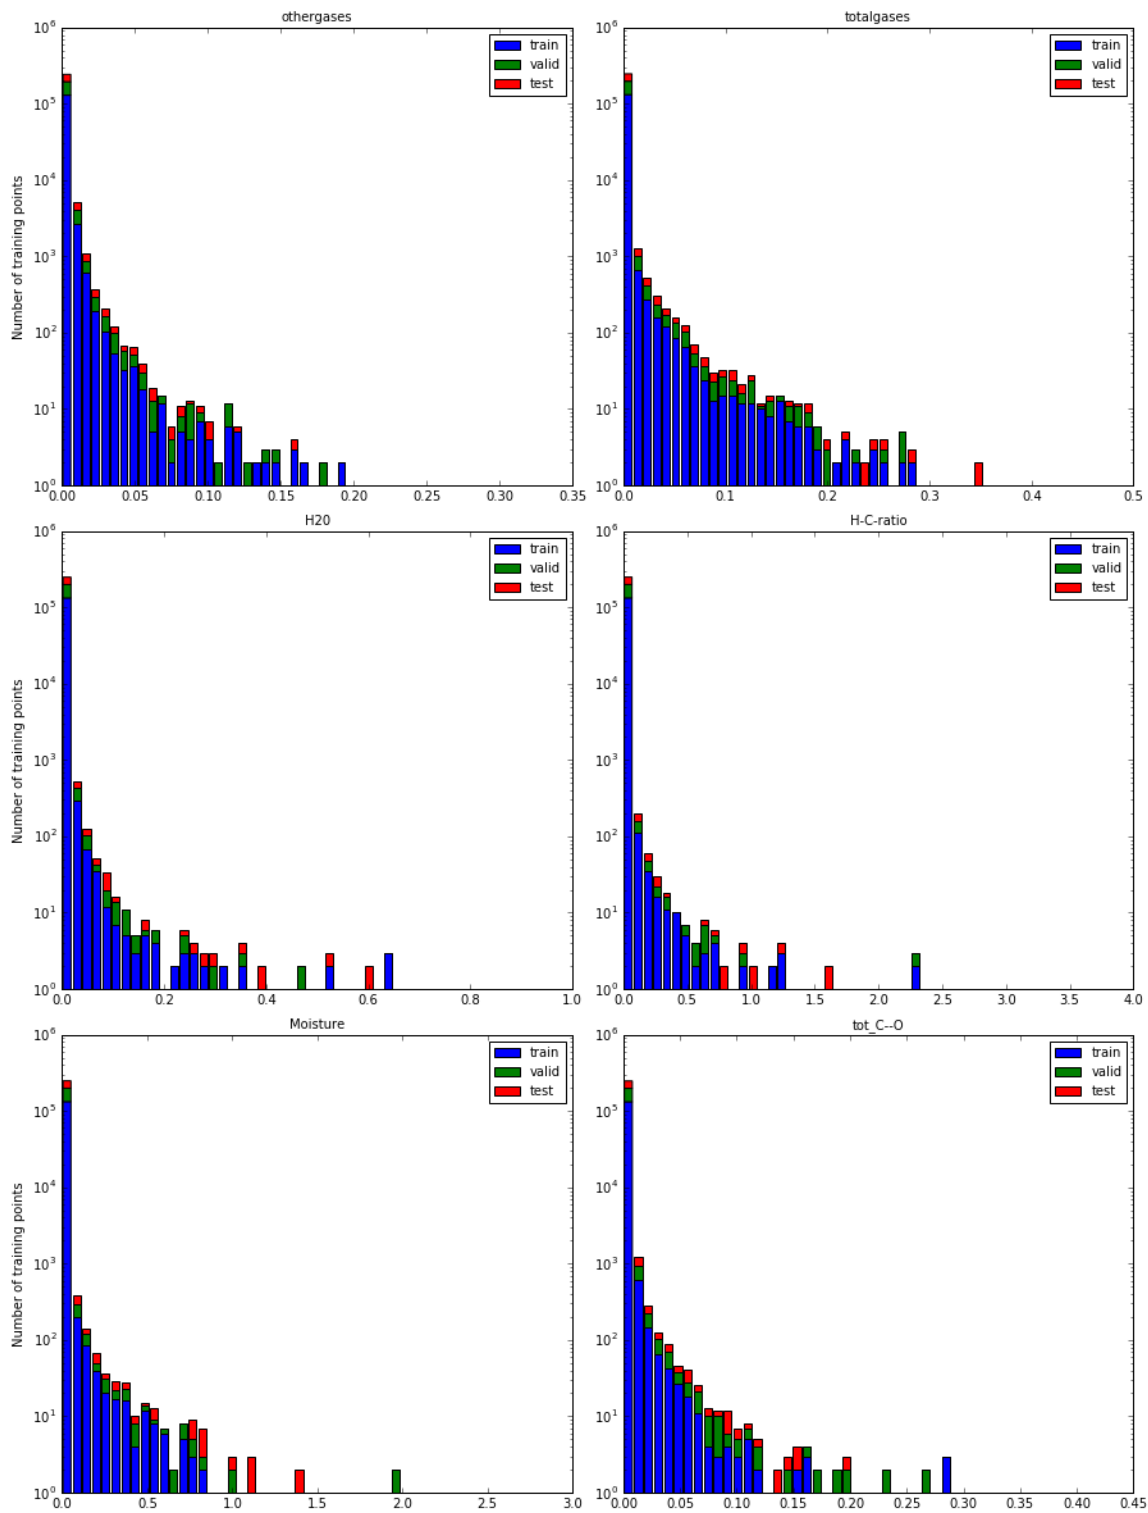 othergases
totalgases
10^6
10^5
10^4
10^3
10^2
10^1
10^0
Number of training points
train
valid
test
0.00 0.05 0.10 0.15 0.20 0.25 0.30 0.35
10^6
10^5
10^4
10^3
10^2
10^1
10^0
train
valid
test
0.0 0.1 0.2 0.3 0.4 0.5
H20
H-C-ratio
10^6
10^5
10^4
10^3
10^2
10^1
10^0
Number of training points
train
valid
test
0.0 0.2 0.4 0.6 0.8 1.0
10^6
10^5
10^4
10^3
10^2
10^1
10^0
train
valid
test
0.0 0.5 1.0 1.5 2.0 2.5 3.0 3.5 4.0
Moisture
tot_C--O
10^6
10^5
10^4
10^3
10^2
10^1
10^0
Number of training points
train
valid
test
0.0 0.5 1.0 1.5 2.0 2.5 3.0
10^6
10^5
10^4
10^3
10^2
10^1
10^0
train
valid
test
0.00 0.05 0.10 0.15 0.20 0.25 0.30 0.35 0.40 0.45